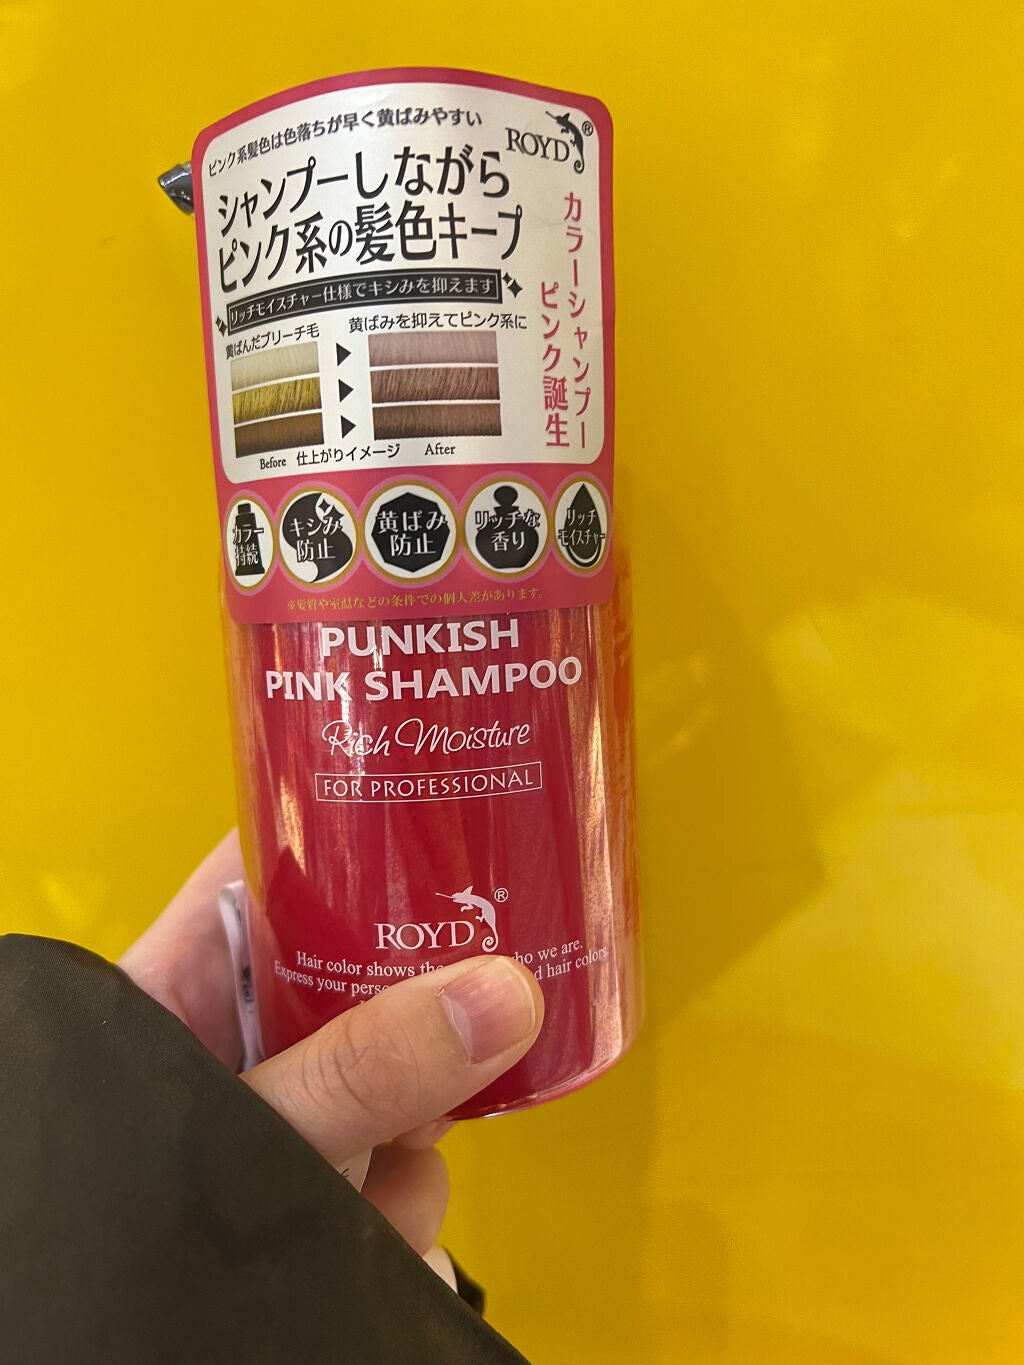 ピンク系髪色は色落ちが早く黄ばみやすい
ROYD®
シャンプーしながら
ピンク系の髪色キープ
カラーシャンプー
ピンク誕生
リッチモイスチャー仕様でキシみを抑えます
黄ばんだブリーチ毛
黄ばみを抑えてピンク系に
Before 仕上がりイメージ After
カラー
持続
キシみ
防止
黄ばみ
防止
リッチな
香り
リッチ
モイスチャー
※髪質や室温などの条件での個人差があります。
PUNKISH
PINK SHAMPOO
Rich Moisture
FOR PROFESSIONAL
ROYD®
Hair color shows the who we are.
Express your hair colors